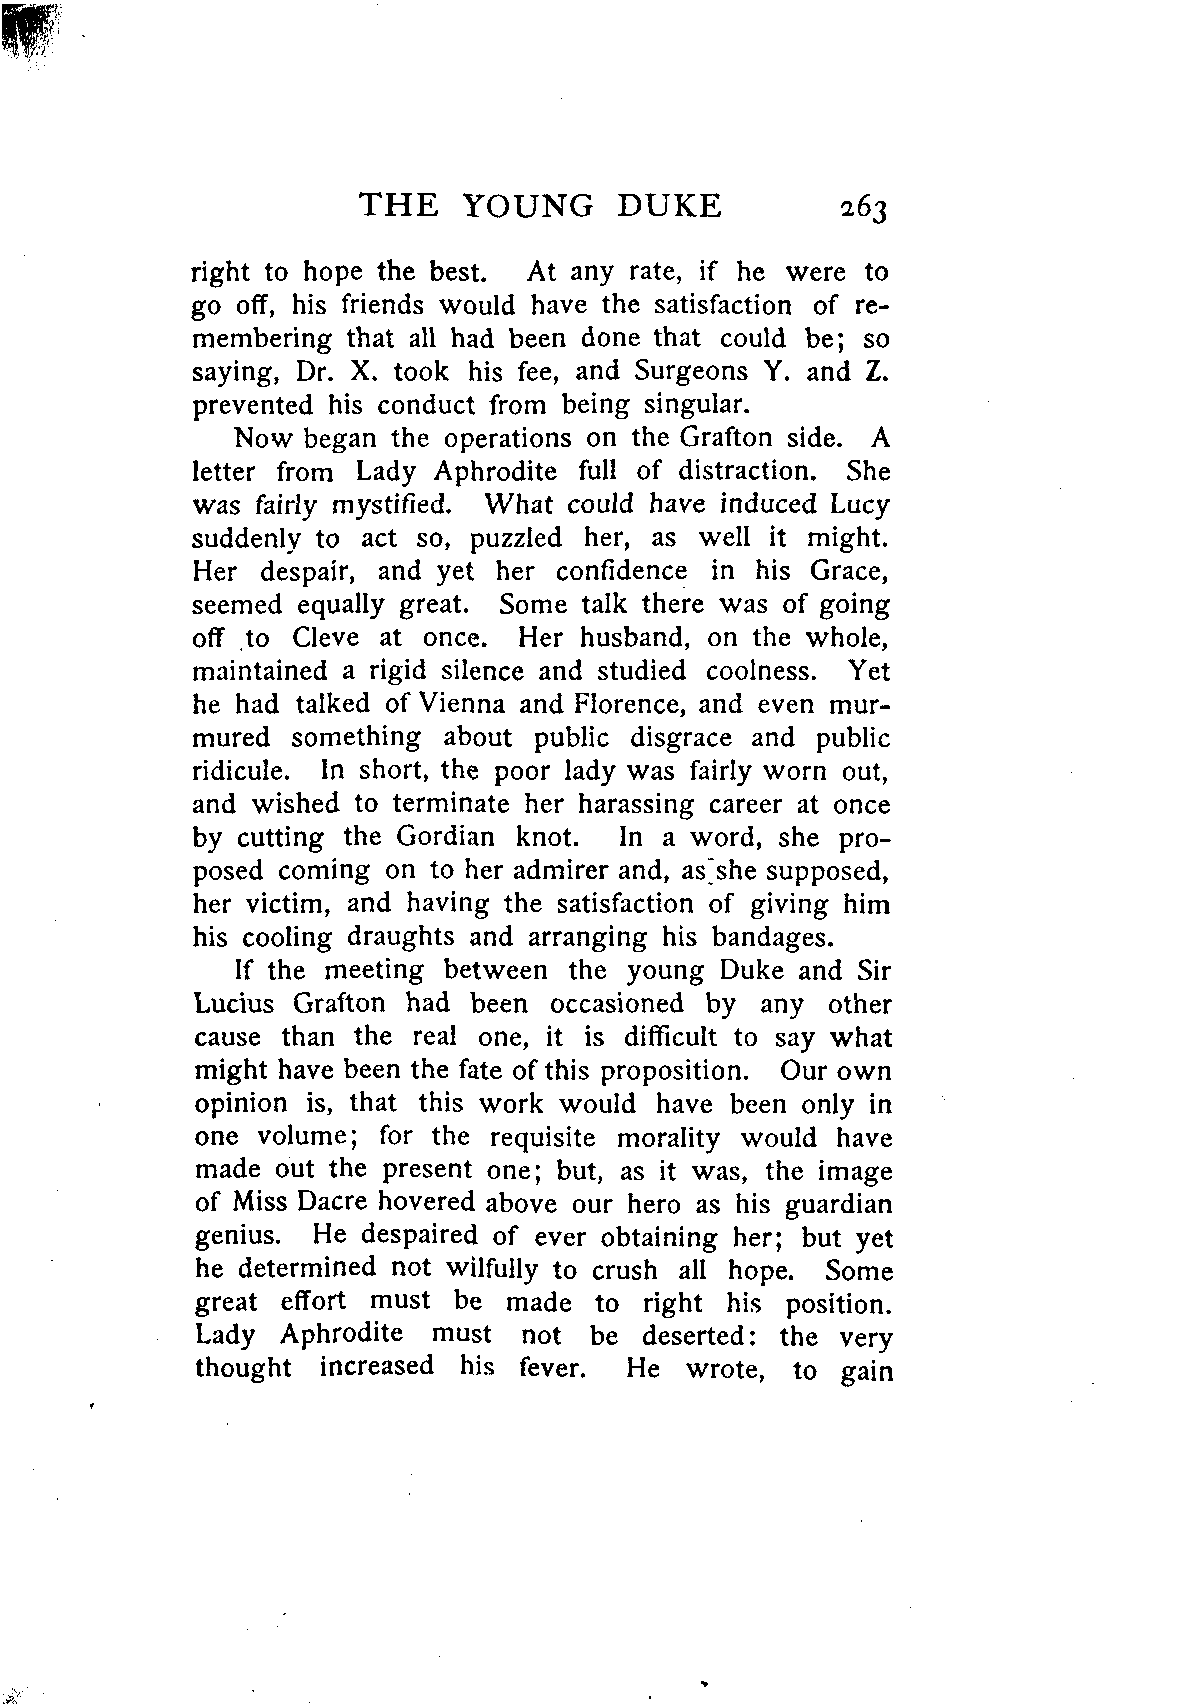 THE YOUNG DUKE 263
right to hope the best. At any rate, if he were to
go off, his friends would have the satisfaction of re-
membering that all had been done that could be; so
saying, Dr. X. took his fee, and Surgeons Y. and Z.
prevented his conduct from being singular.
Now began the operations on the Grafton side. A
letter from Lady Aphrodite full of distraction. She
was fairly mystified. What could have induced Lucy
suddenly to act so, puzzled her, as well it might.
Her despair, and yet her confidence in his Grace,
seemed equally great. Some talk there was of going
off to Cleve at once. Her husband, on the whole,
maintained a rigid silence and studied coolness. Yet
he had talked of Vienna and Florence, and even mur-
mured something about public disgrace and public
ridicule. In short, the poor lady was fairly worn out,
and wished to terminate her harassing career at once
by cutting the Gordian knot. In a word, she pro-
posed coming on to her admirer and, as she supposed,
her victim, and having the satisfaction of giving him
his cooling draughts and arranging his bandages.
If the meeting between the young Duke and Sir
Lucius Grafton had been occasioned by any other
cause than the real one, it is difficult to say what
might have been the fate of this proposition. Our own
opinion is, that this work would have been only in
one volume; for the requisite morality would have
made out the present one; but, as it was, the image
of Miss Dacre hovered above our hero as his guardian
genius. He despaired of ever obtaining her; but yet
he determined not wilfully to crush all hope. Some
great effort must be made to right his position.
Lady Aphrodite must not be deserted: the very
thought increased his fever. He wrote, to gain